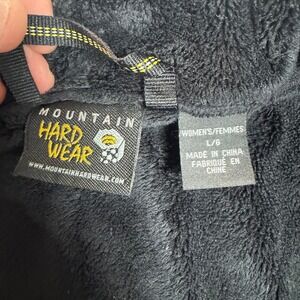 MOUNTAIN
HARD
WEAR
WWW.MOUNTAINHARDWEAR.COM
WOMEN'S/FEMMES
L/G
MADE IN CHINA
FABRIQUÉ EN
CHINE